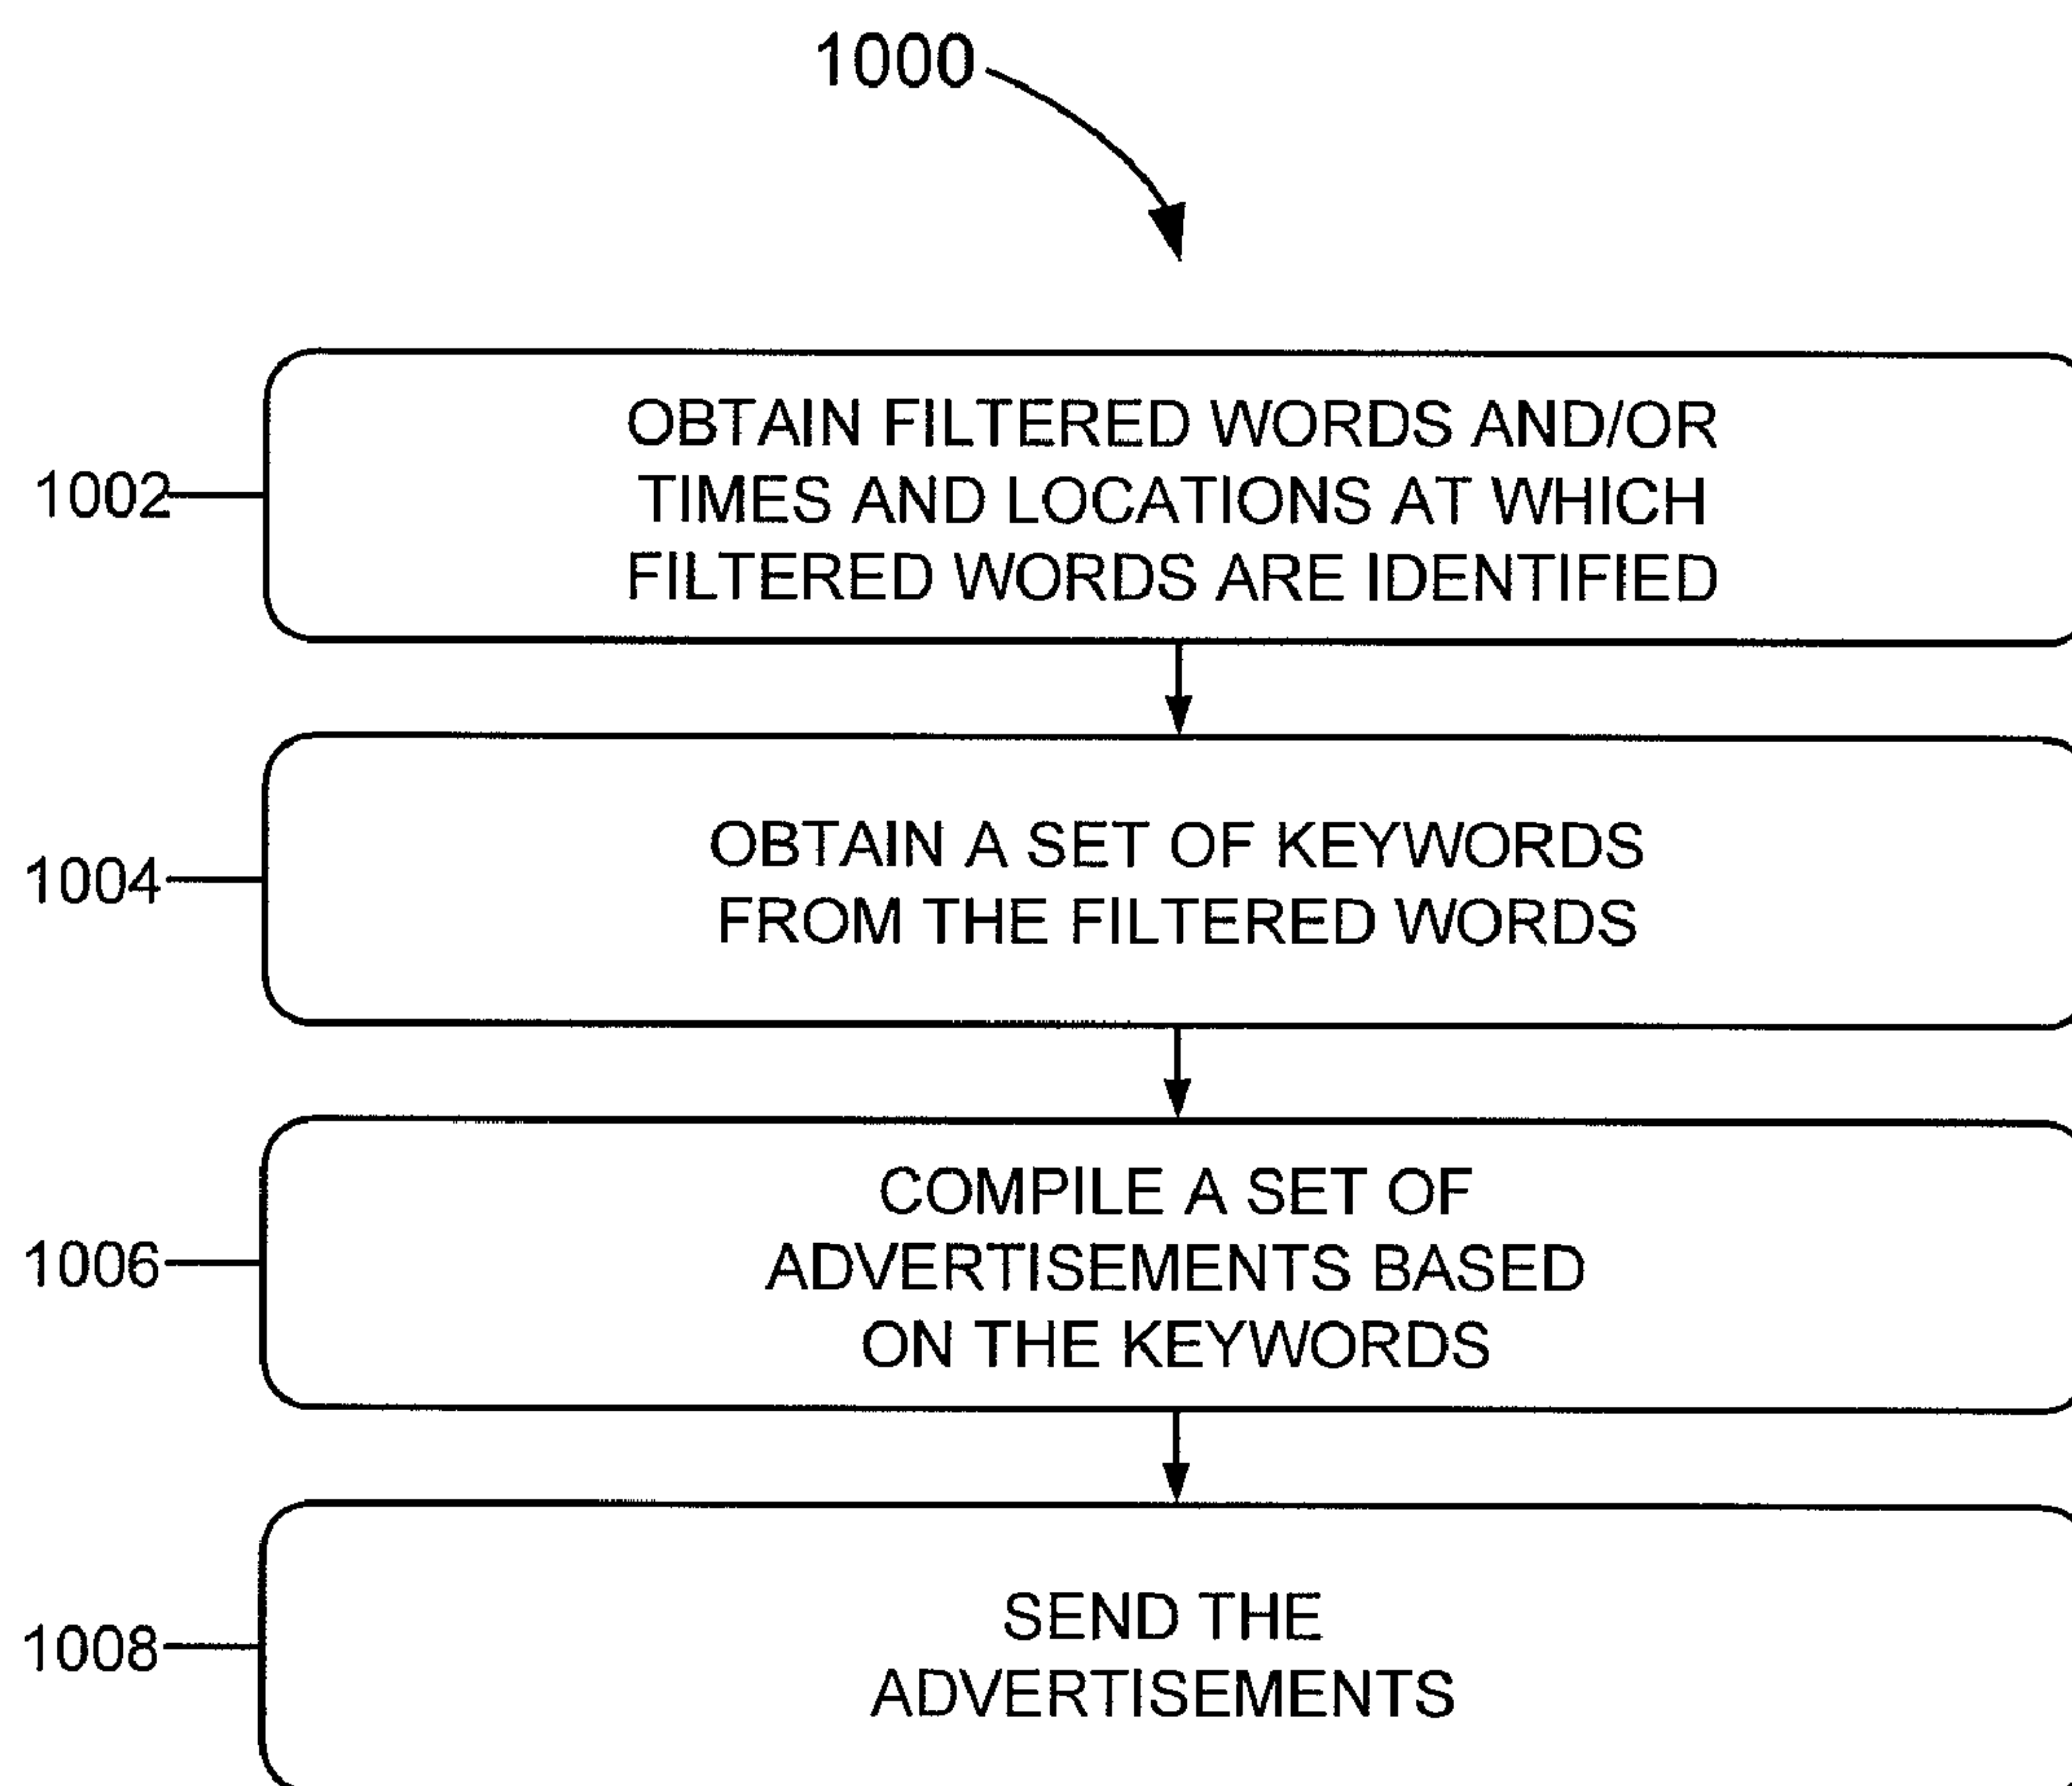 1000
1002
OBTAIN FILTERED WORDS AND/OR
TIMES AND LOCATIONS AT WHICH
FILTERED WORDS ARE IDENTIFIED
1004
OBTAIN A SET OF KEYWORDS
FROM THE FILTERED WORDS
1006
COMPILE A SET OF
ADVERTISEMENTS BASED
ON THE KEYWORDS
1008
SEND THE
ADVERTISEMENTS